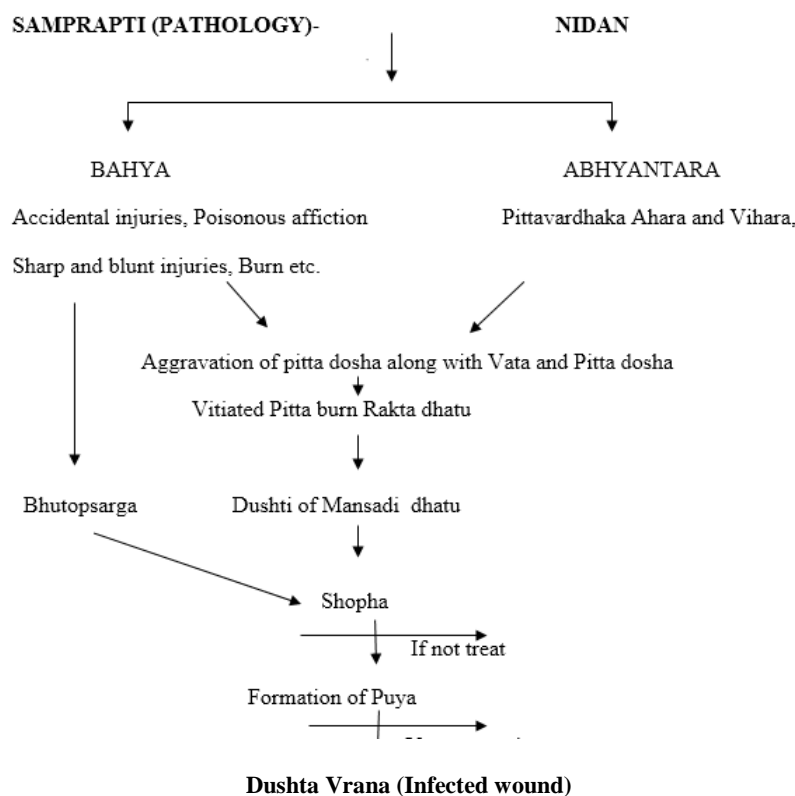 SAMPRAPTI (PATHOLOGY)- NIDAN
BAHYA ABHYANTARA
Accidental injuries, Poisonous affiction Pittavardhaka Ahara and Vihara,
Sharp and blunt injuries, Burn etc.
Aggravation of pitta dosha along with Vata and Pitta dosha
Vitiated Pitta burn Rakta dhatu
Bhutopsarga Dushti of Mansadi dhatu
Shopha
If not treat
Formation of Puya
Dushta Vrana (Infected wound)